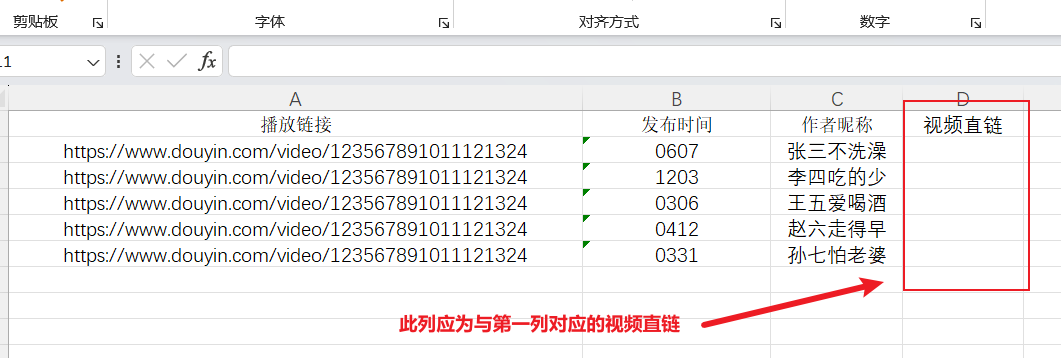 剪贴板 字体 对齐方式 数字
fx
A B C D
播放链接 发布时间 作者昵称 视频直链
https://www.douyin.com/video/123567891011121324 0607 张三不洗澡
https://www.douyin.com/video/123567891011121324 1203 李四吃的少
https://www.douyin.com/video/123567891011121324 0306 王五爱喝酒
https://www.douyin.com/video/123567891011121324 0412 赵六走得早
https://www.douyin.com/video/123567891011121324 0331 孙七怕老婆
此列应为与第一列对应的视频直链